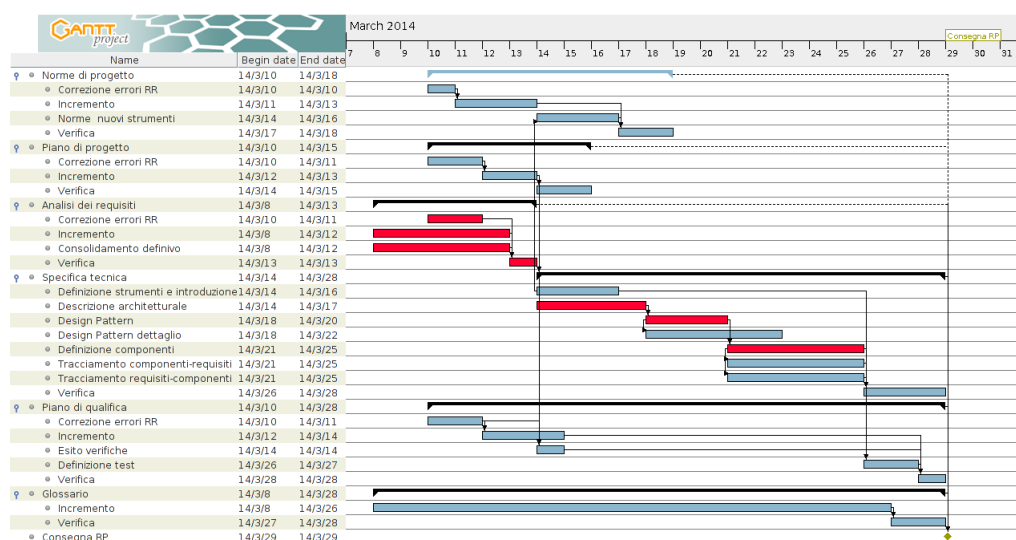 GANTT project
March 2014
Consegna RP
7 8 9 10 11 12 13 14 15 16 17 18 19 20 21 22 23 24 25 26 27 28 29 30 31
Name Begin date End date
Norme di progetto 14/3/10 14/3/18
Correzione errori RR 14/3/10 14/3/10
Incremento 14/3/11 14/3/13
Norme nuovi strumenti 14/3/14 14/3/16
Verifica 14/3/17 14/3/18
Piano di progetto 14/3/10 14/3/15
Correzione errori RR 14/3/10 14/3/11
Incremento 14/3/12 14/3/13
Verifica 14/3/14 14/3/15
Analisi dei requisiti 14/3/8 14/3/13
Correzione errori RR 14/3/10 14/3/11
Incremento 14/3/8 14/3/12
Consolidamento definivo 14/3/8 14/3/12
Verifica 14/3/13 14/3/13
Specifica tecnica 14/3/14 14/3/28
Definizione strumenti e introduzione 14/3/14 14/3/16
Descrizione architetturale 14/3/14 14/3/17
Design Pattern 14/3/18 14/3/20
Design Pattern dettaglio 14/3/18 14/3/22
Definizione componenti 14/3/21 14/3/25
Tracciamento componenti-requisiti 14/3/21 14/3/25
Tracciamento requisiti-componenti 14/3/21 14/3/25
Verifica 14/3/26 14/3/28
Piano di qualifica 14/3/10 14/3/28
Correzione errori RR 14/3/10 14/3/11
Incremento 14/3/12 14/3/14
Esito verifiche 14/3/14 14/3/14
Definizione test 14/3/26 14/3/27
Verifica 14/3/28 14/3/28
Glossario 14/3/8 14/3/28
Incremento 14/3/8 14/3/26
Verifica 14/3/27 14/3/28
Consegna RP 14/3/29 14/3/29